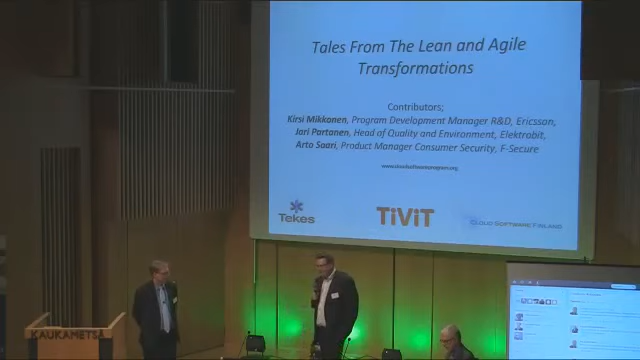 Tales From The Lean and Agile
Transformations
Contributors;
Kirsi Mikkonen, Program Development Manager R&D, Ericsson,
Jari Partanen, Head of Quality and Environment, Elektrobit,
Arto Saari, Product Manager Consumer Security, F-Secure
Tekes
TiViT
CLOUD SOFTWARE FINLAND
KAUKAMETSÄ